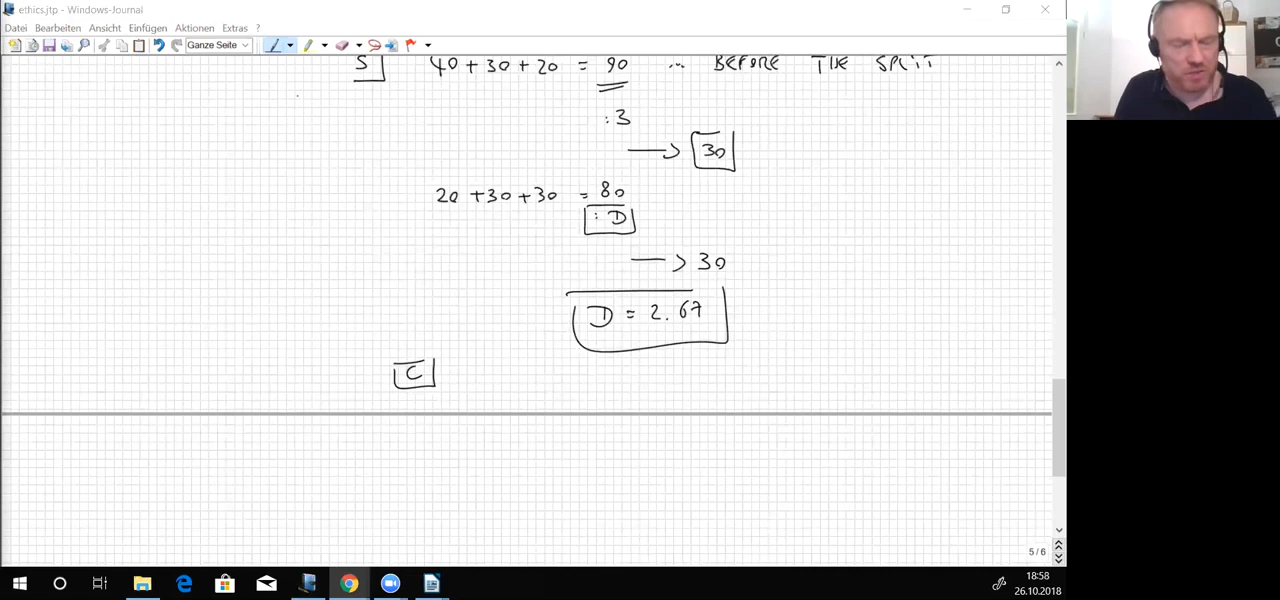 ethics.jtp - Windows-Journal
Datei Bearbeiten Ansicht Einfügen Aktionen Extras ?
Ganze Seite
S 40 + 30 + 20 = 90 ... BEFORE THE SPLIT
: 3
30
20 + 30 + 30 = 80
: D
30
D = 2.67
C
5 / 6
18:58
26.10.2018